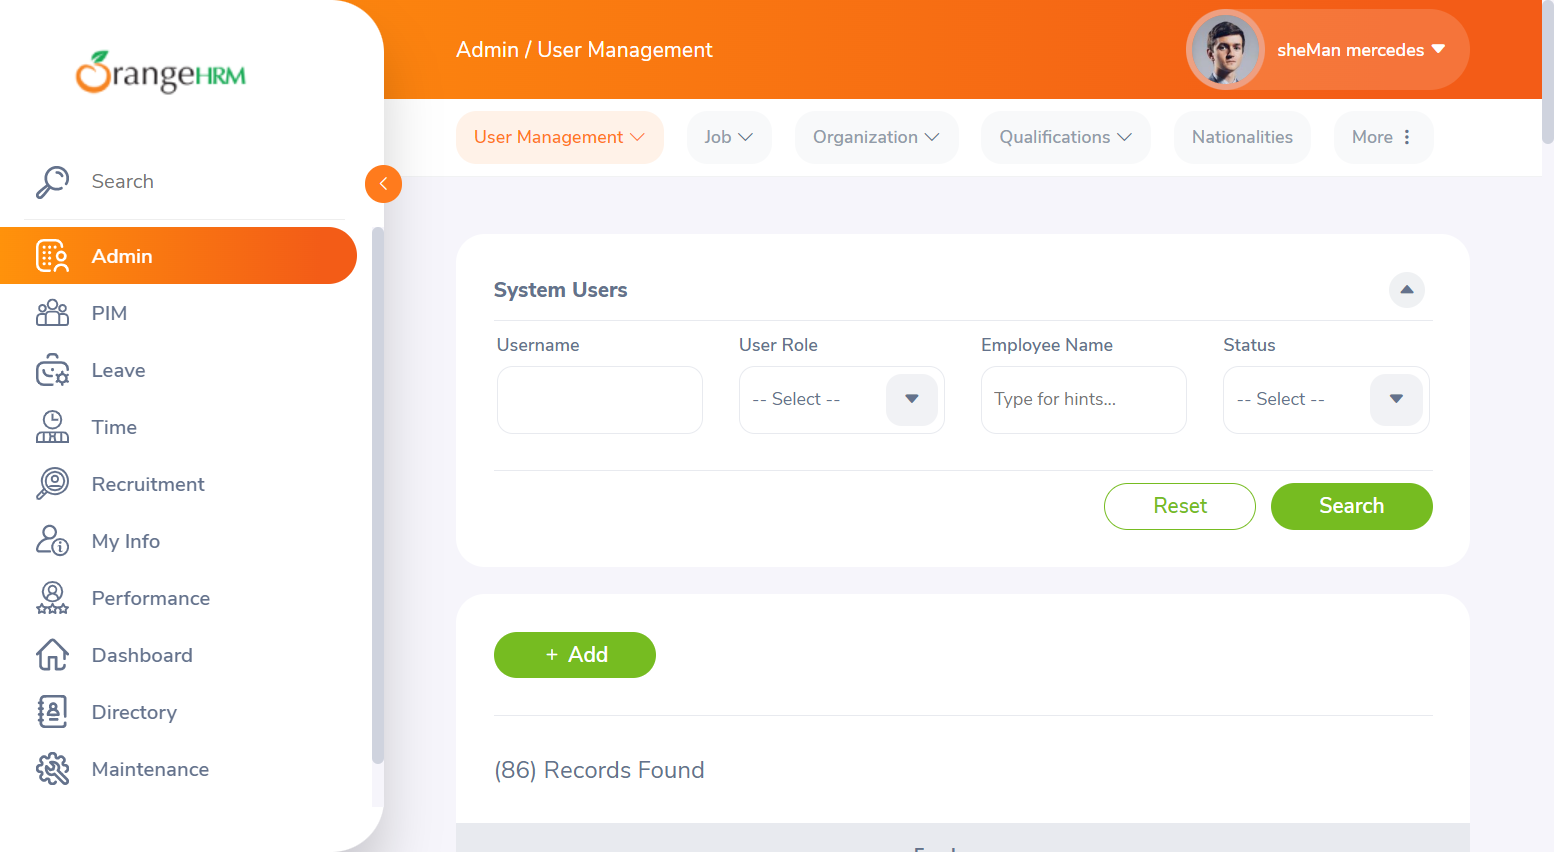 OrangeHRM
Search
Admin
PIM
Leave
Time
Recruitment
My Info
Performance
Dashboard
Directory
Maintenance
Admin / User Management
sheMan mercedes
User Management
Job
Organization
Qualifications
Nationalities
More
System Users
Username
User Role
Employee Name
Status
-- Select --
Type for hints...
-- Select --
Reset
Search
+ Add
(86) Records Found